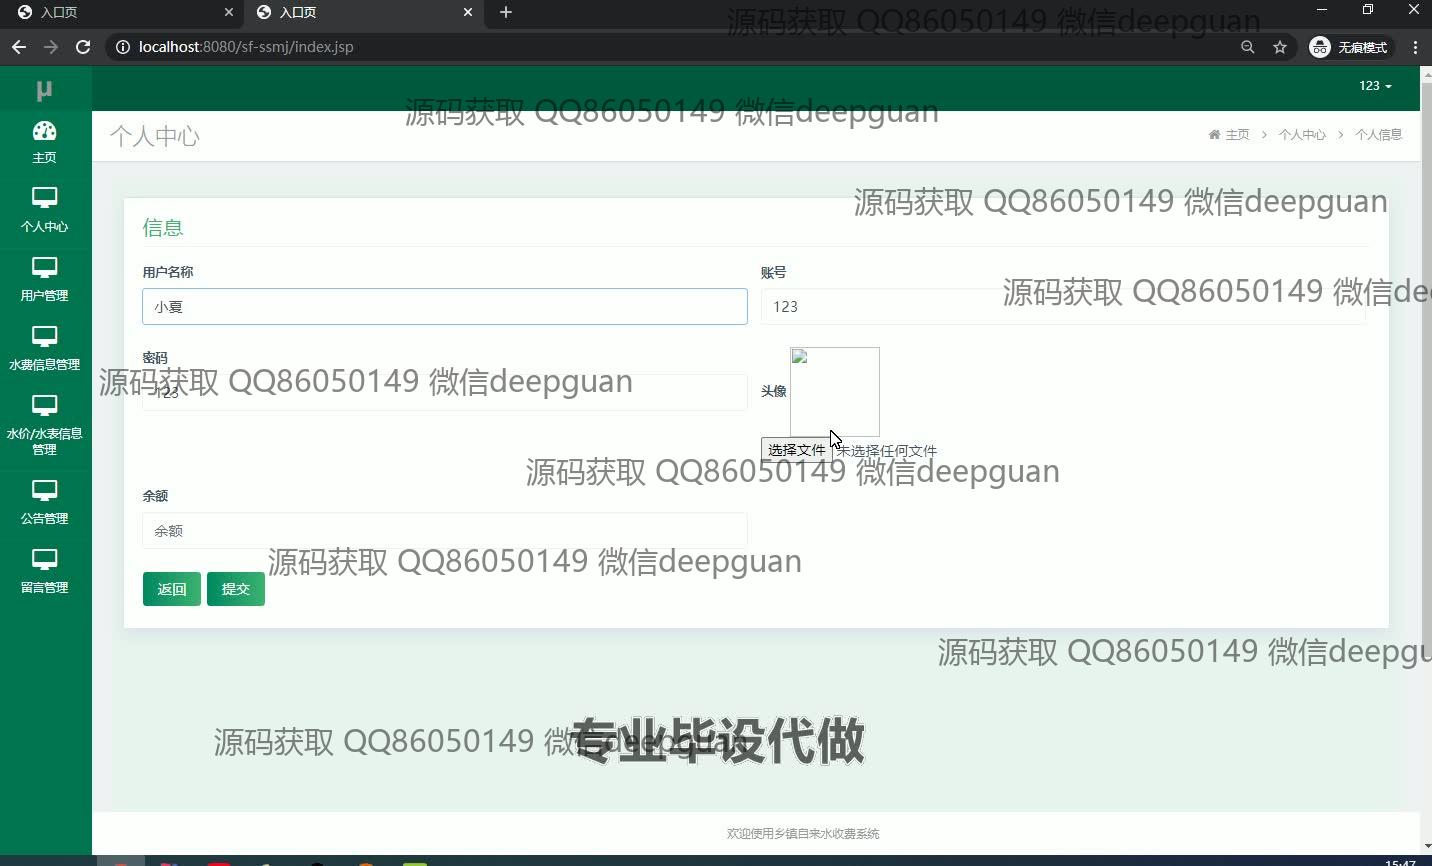 入口页
入口页
源码获取 QQ86050149 微信deepguan
localhost:8080/sf-ssmj/index.jsp
无痕模式
μ
123
源码获取 QQ86050149 微信deepguan
个人中心
主页 > 个人中心 > 个人信息
主页
个人中心
用户管理
水费信息管理
水价/水表信息
管理
公告管理
留言管理
源码获取 QQ86050149 微信deepguan
信息
用户名称
账号
小夏
123
源码获取 QQ86050149 微信de
密码
123
源码获取 QQ86050149 微信deepguan
头像
选择文件 未选择任何文件
源码获取 QQ86050149 微信deepguan
余额
余额
源码获取 QQ86050149 微信deepguan
返回
提交
源码获取 QQ86050149 微信deepgu
源码获取 QQ86050149 微信deepguan
专业毕设代做
欢迎使用乡镇自来水收费系统
15:47